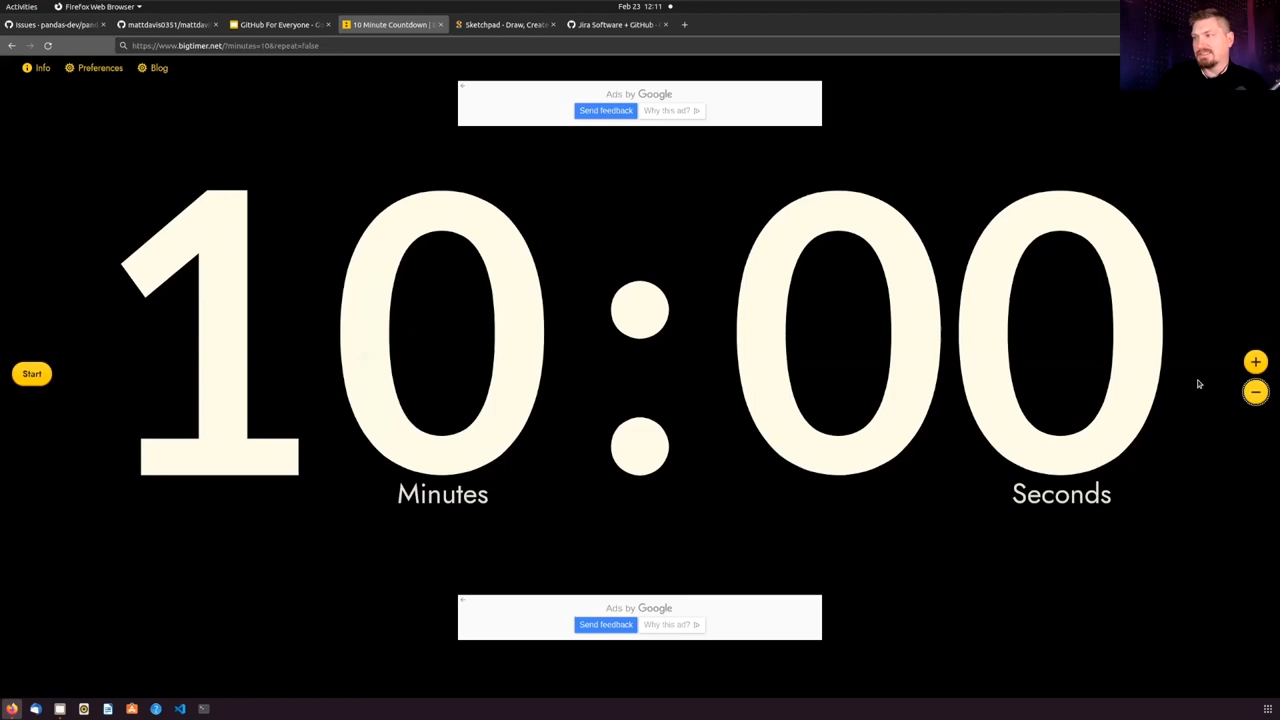 Activities Firefox Web Browser Feb 23 12:11
Issues · pandas-dev/pand mattdavis0351/mattdav GitHub For Everyone - Go 10 Minute Countdown | Sketchpad - Draw, Create Jira Software + GitHub ·
https://www.bigtimer.net/?minutes=10&repeat=false
Info Preferences Blog
Ads by Google
Send feedback Why this ad?
10:00
Start
+
−
Minutes Seconds
Ads by Google
Send feedback Why this ad?